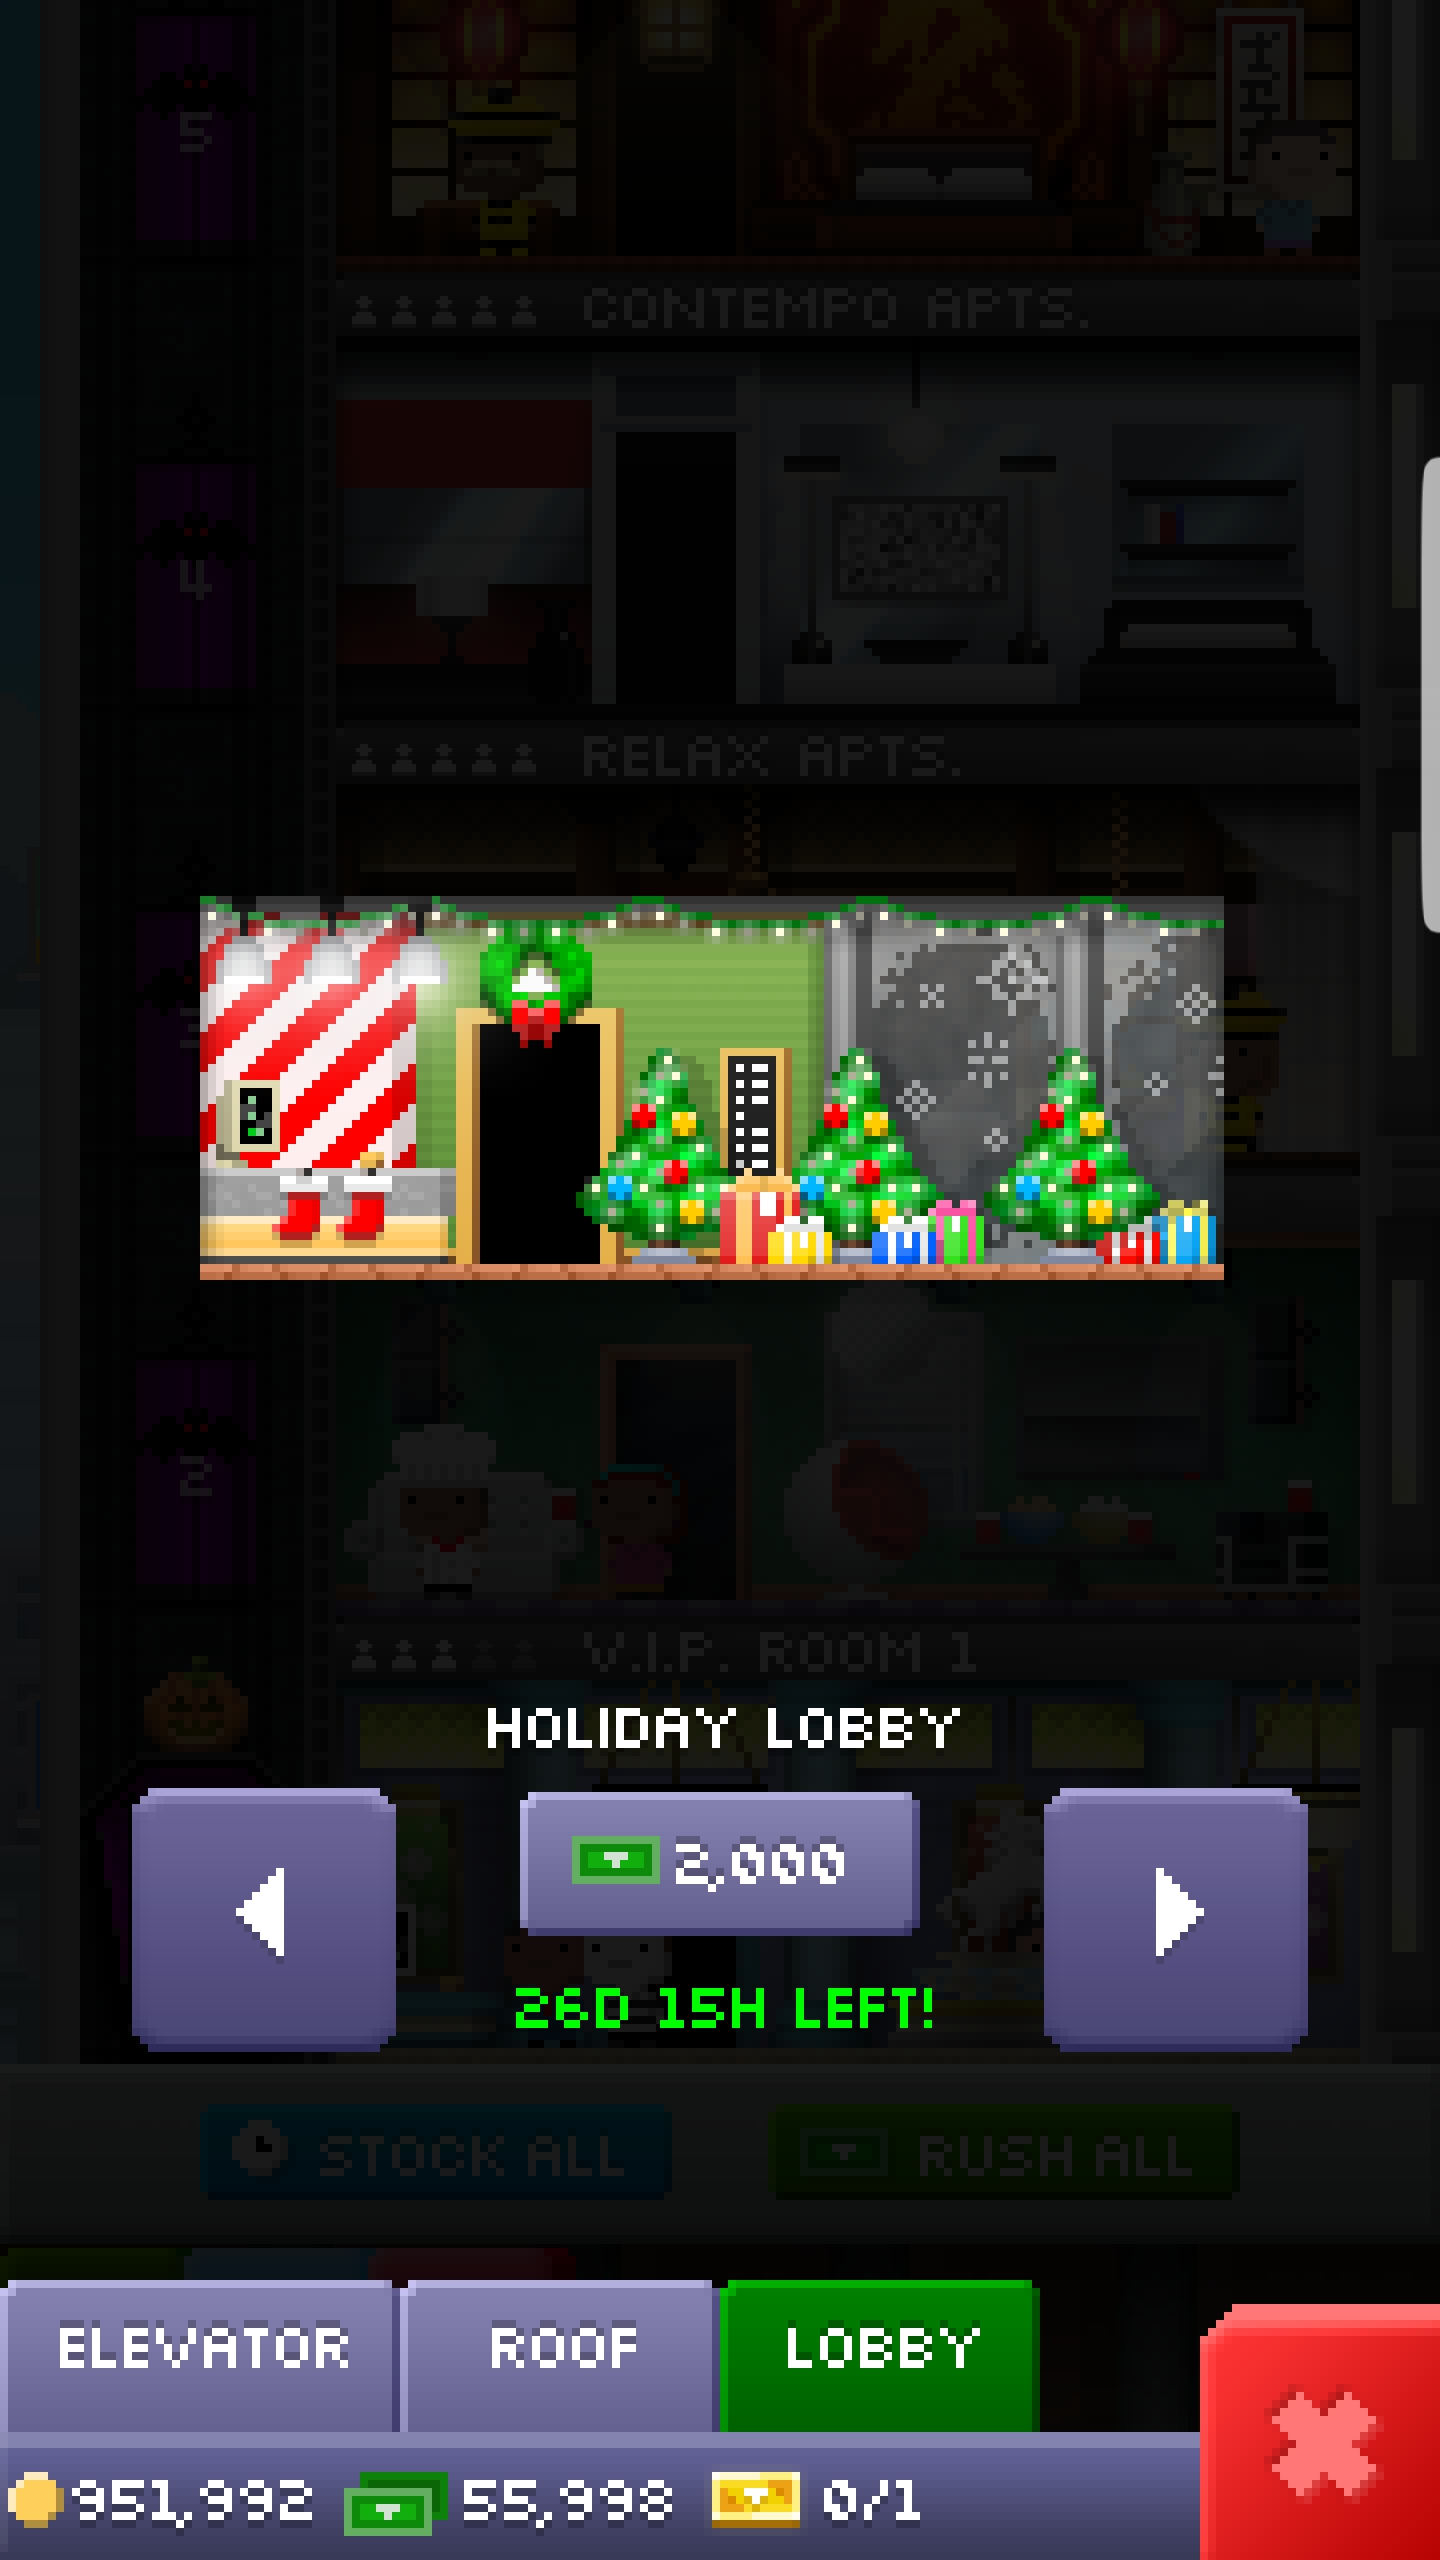 5
CONTEMPO APTS.
4
RELAX APTS.
3
2
V.I.P. ROOM 1
HOLIDAY LOBBY
2,000
26D 15H LEFT!
STOCK ALL
RUSH ALL
ELEVATOR
ROOF
LOBBY
951,992
55,998
0/1